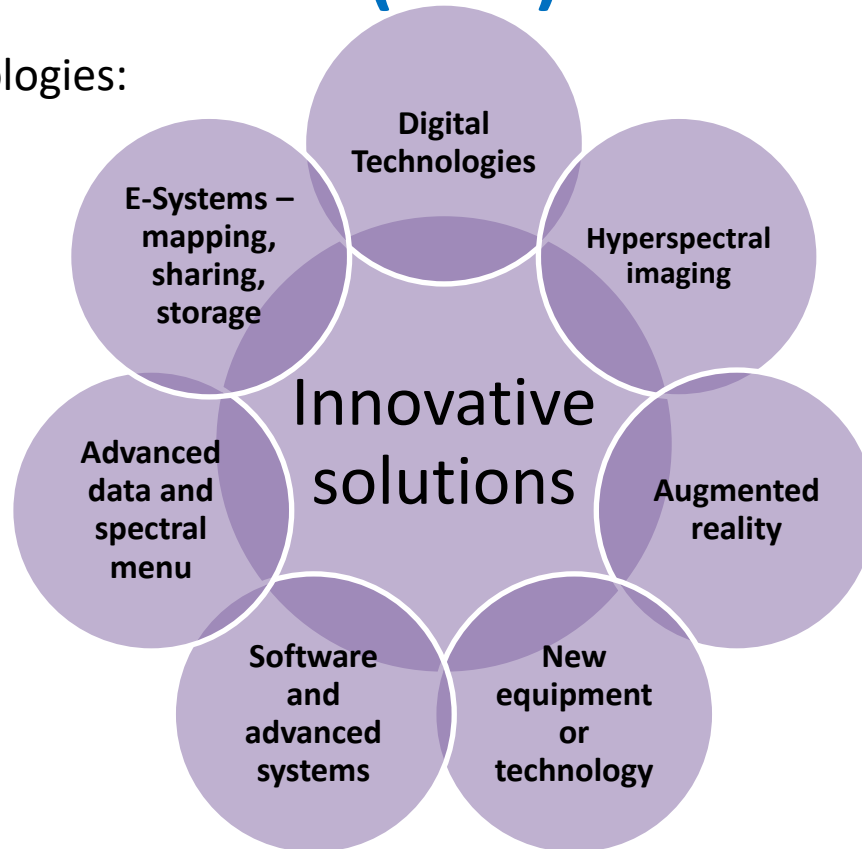 ologies:
Digital
Technologies
Hyperspectral
imaging
Augmented
reality
New
equipment
or
technology
Software
and
advanced
systems
Advanced
data and
spectral
menu
E-Systems –
mapping,
sharing,
storage
Innovative
solutions